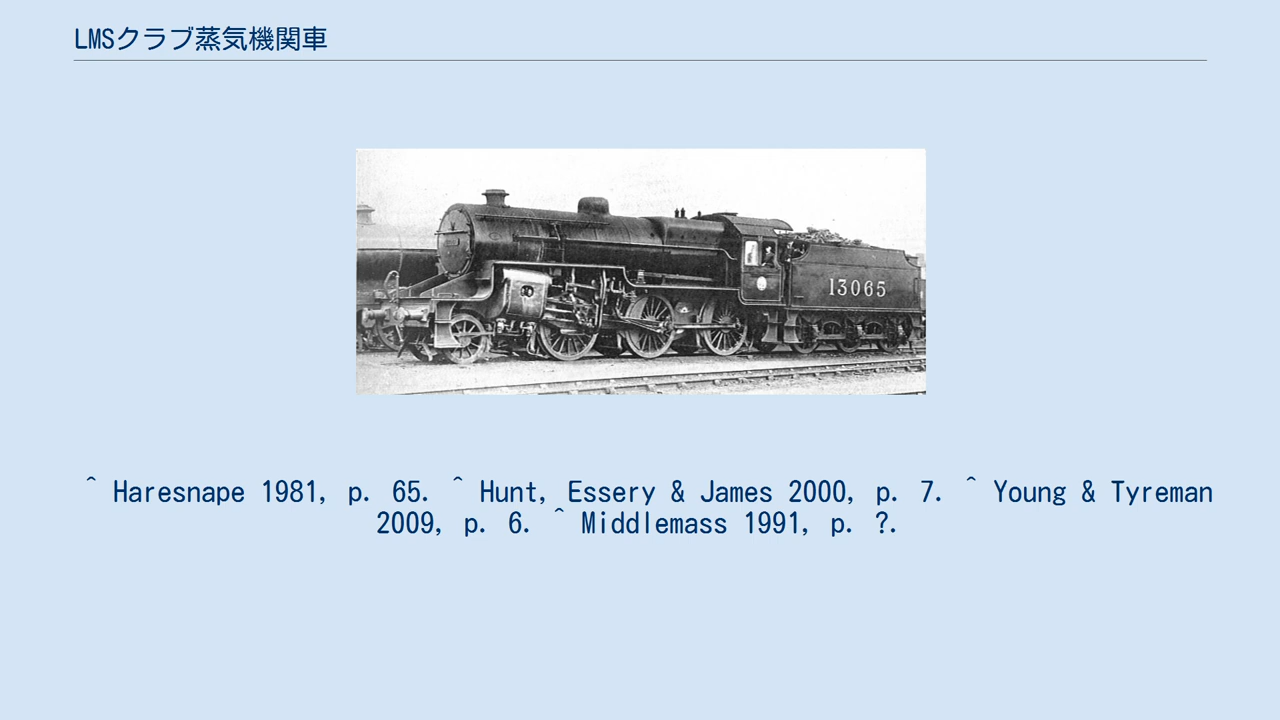 LMSクラブ蒸気機関車
13065
^ Haresnape 1981, p. 65. ^ Hunt, Essery & James 2000, p. 7. ^ Young & Tyreman
2009, p. 6. ^ Middlemass 1991, p. ?.